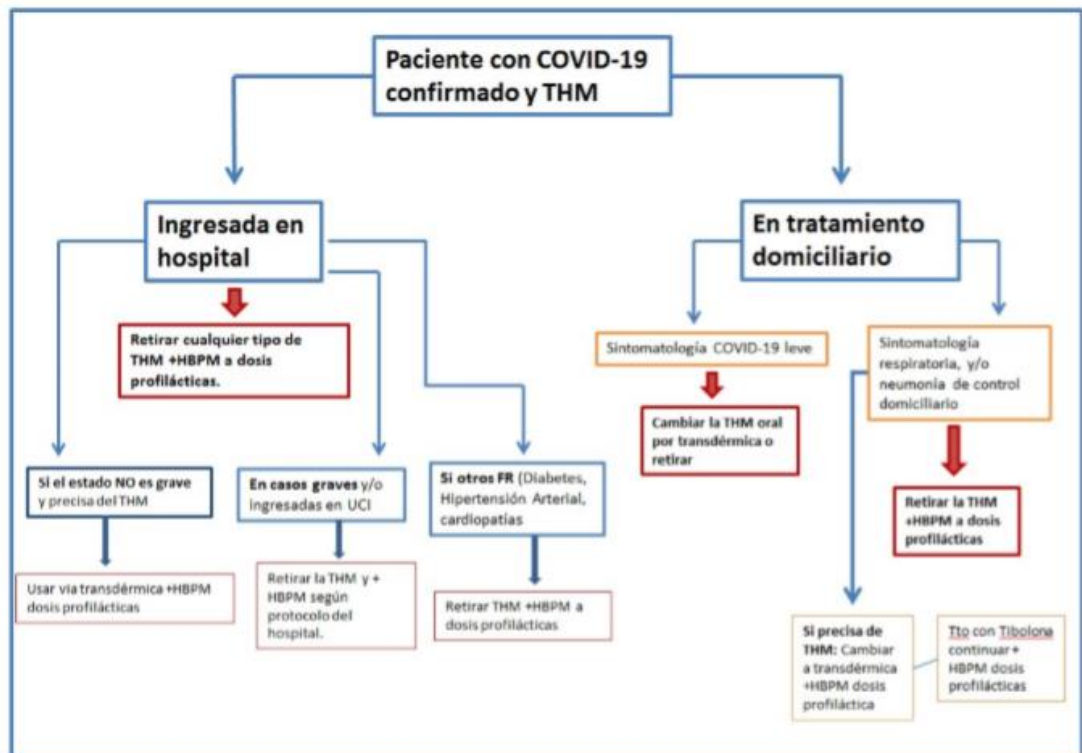 Paciente con COVID-19
confirmado y THM
Ingresada en
hospital
Retirar cualquier tipo de
THM +HBPM a dosis
profilácticas.
Si el estado NO es grave
y precisa del THM
Usar via transdérmica +HBPM
dosis profilácticas
En casos graves y/o
ingresadas en UCI
Retirar la THM y +
HBPM según
protocolo del
hospital.
Si otros FR (Diabetes,
Hipertensión Arterial,
cardiopatías
Retirar THM +HBPM a
dosis profilácticas
En tratamiento
domiciliario
Sintomatología COVID-19 leve
Cambiar la THM oral
por transdérmica o
retirar
Sintomatología
respiratoria, y/o
neumonia de control
domiciliario
Retirar la THM
+HBPM a dosis
profilácticas
Si precisa de
THM: Cambiar
a transdérmica
+HBPM dosis
profiláctica
Tto con Tibolona
continuar +
HBPM dosis
profilácticas